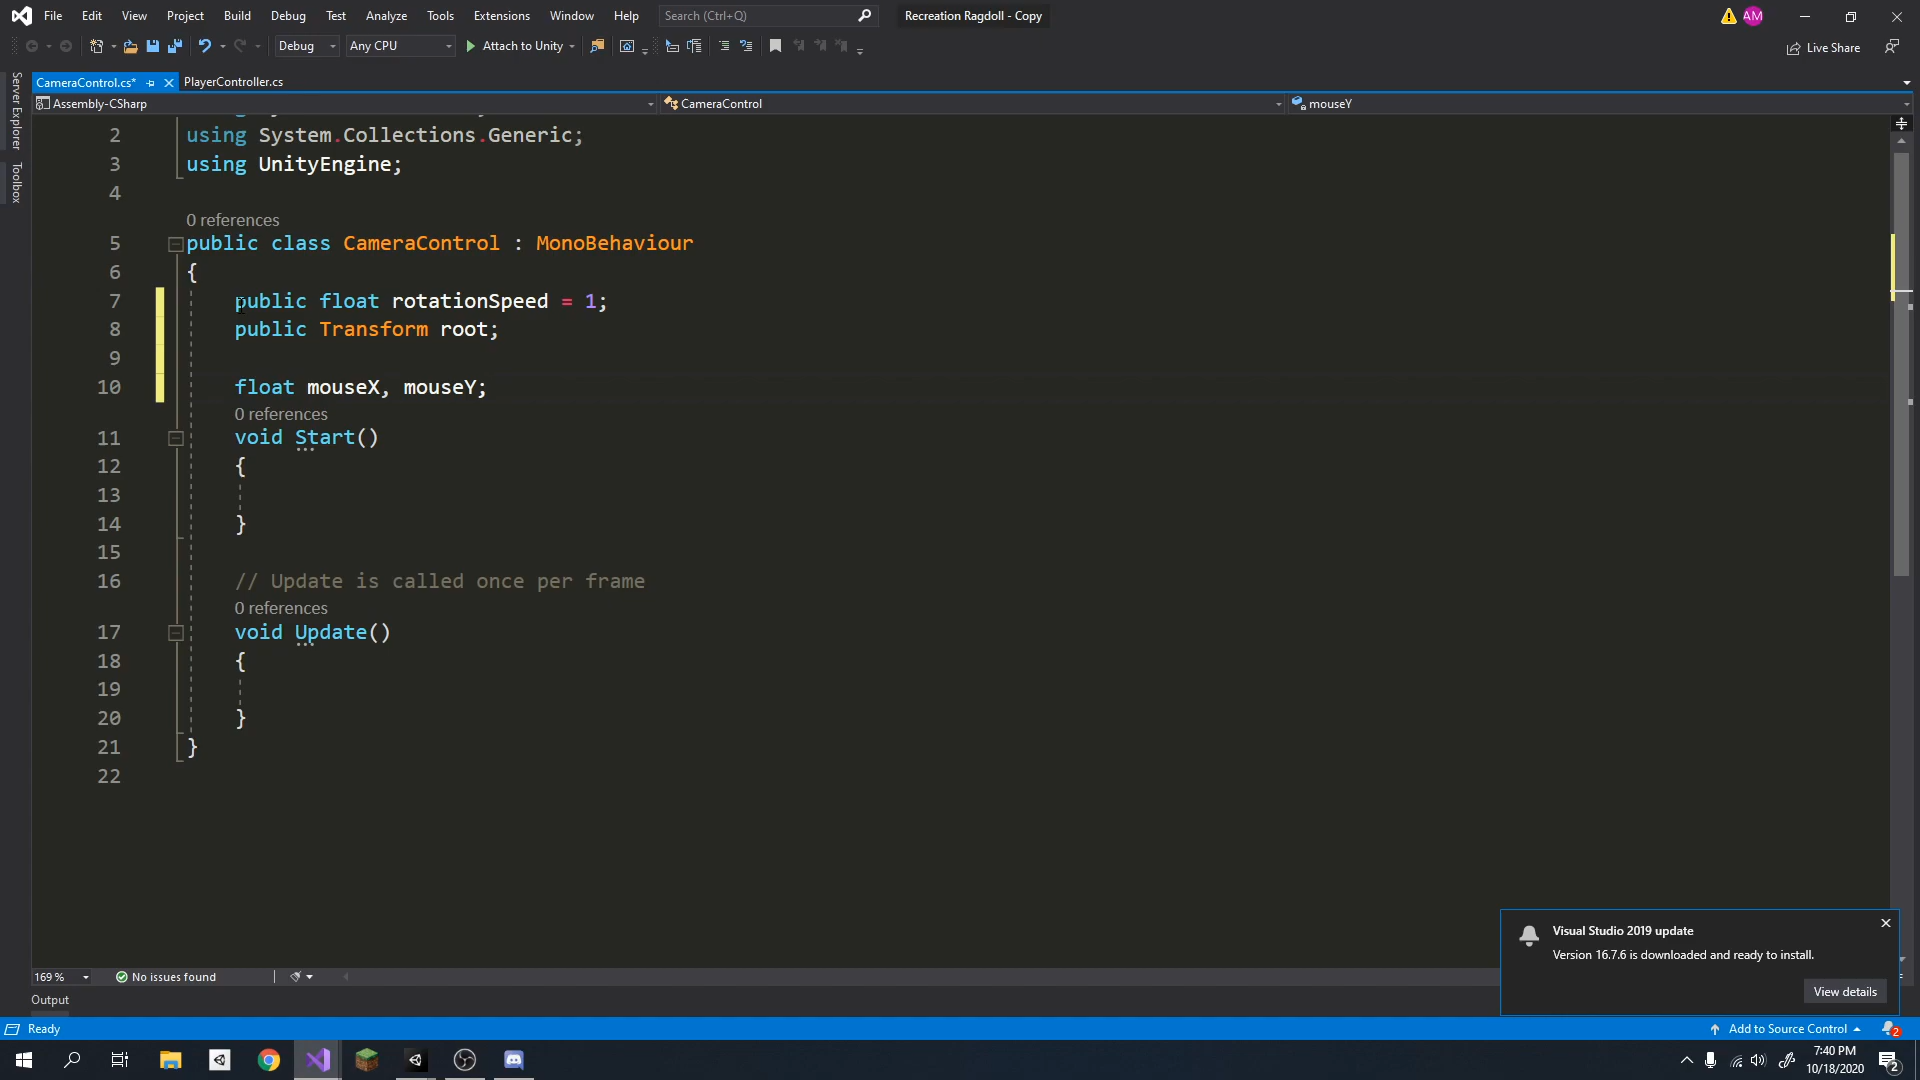 File Edit View Project Build Debug Test Analyze Tools Extensions Window Help Search (Ctrl+Q) Recreation Ragdoll - Copy AM
Debug Any CPU Attach to Unity Live Share
CameraControl.cs* PlayerController.cs
Assembly-CSharp CameraControl mouseY
Server Explorer
Toolbox
2 using System.Collections.Generic;
3 using UnityEngine;
4
0 references
5 public class CameraControl : MonoBehaviour
6 {
7 public float rotationSpeed = 1;
8 public Transform root;
9
10 float mouseX, mouseY;
0 references
11 void Start()
12 {
13
14 }
15
16 // Update is called once per frame
0 references
17 void Update()
18 {
19
20 }
21 }
22
Visual Studio 2019 update
Version 16.7.6 is downloaded and ready to install.
View details
169 % No issues found
Output
Ready Add to Source Control 2
7:40 PM
10/18/2020 2